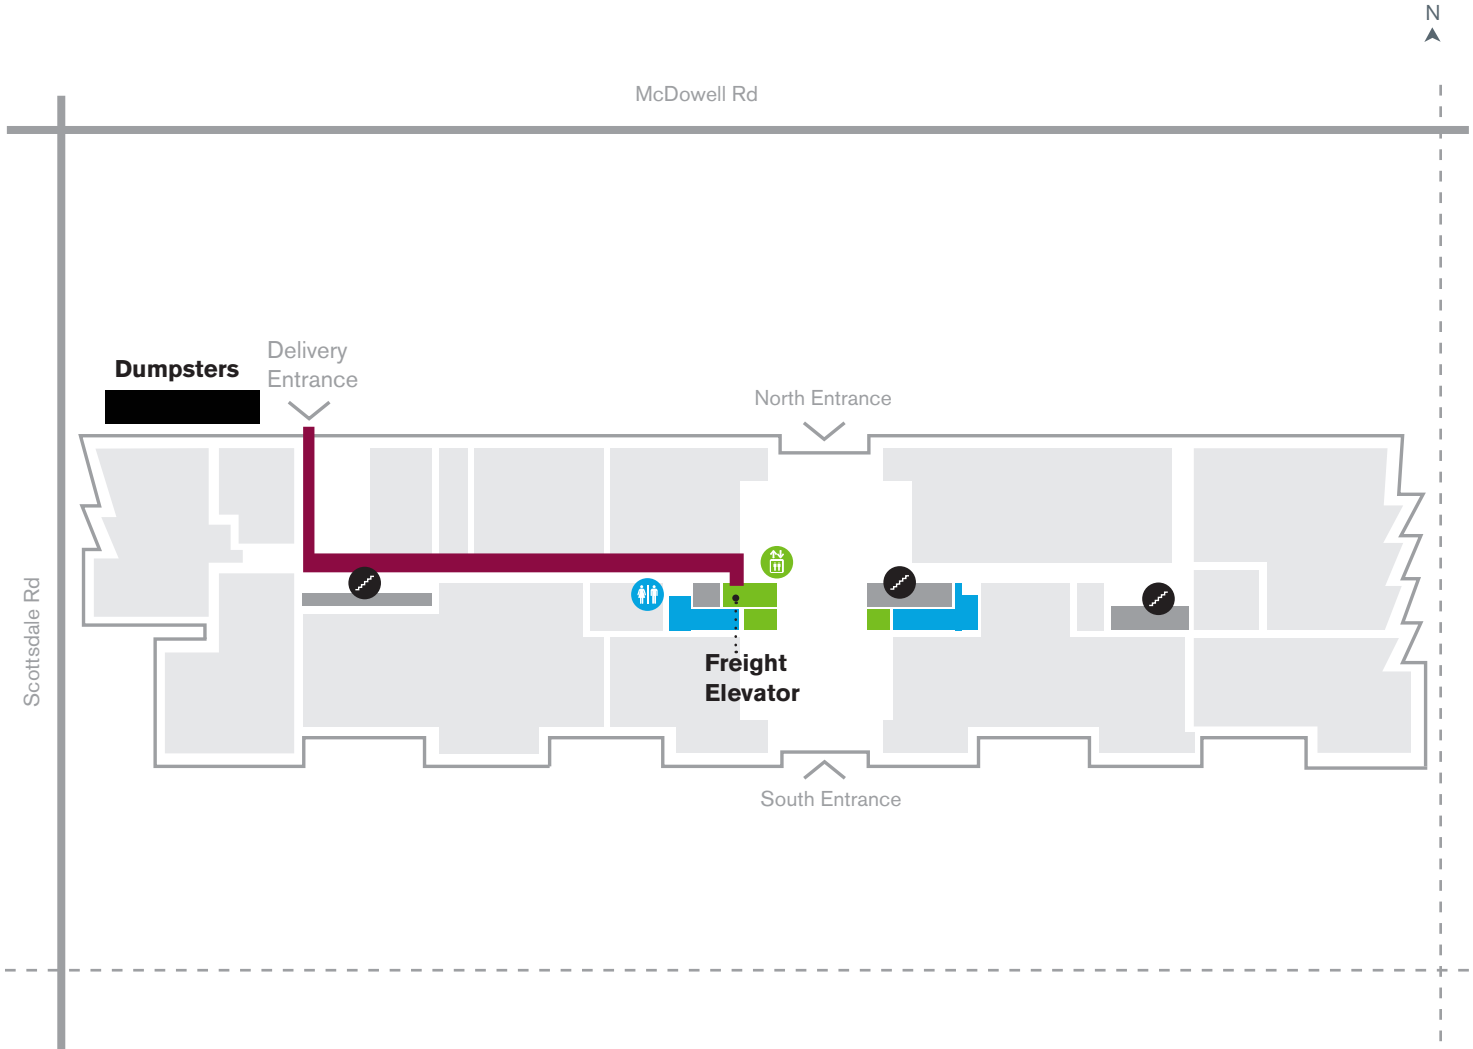 N
McDowell Rd
Delivery
Entrance
Dumpsters
North Entrance
Scottsdale Rd
Freight
Elevator
South Entrance